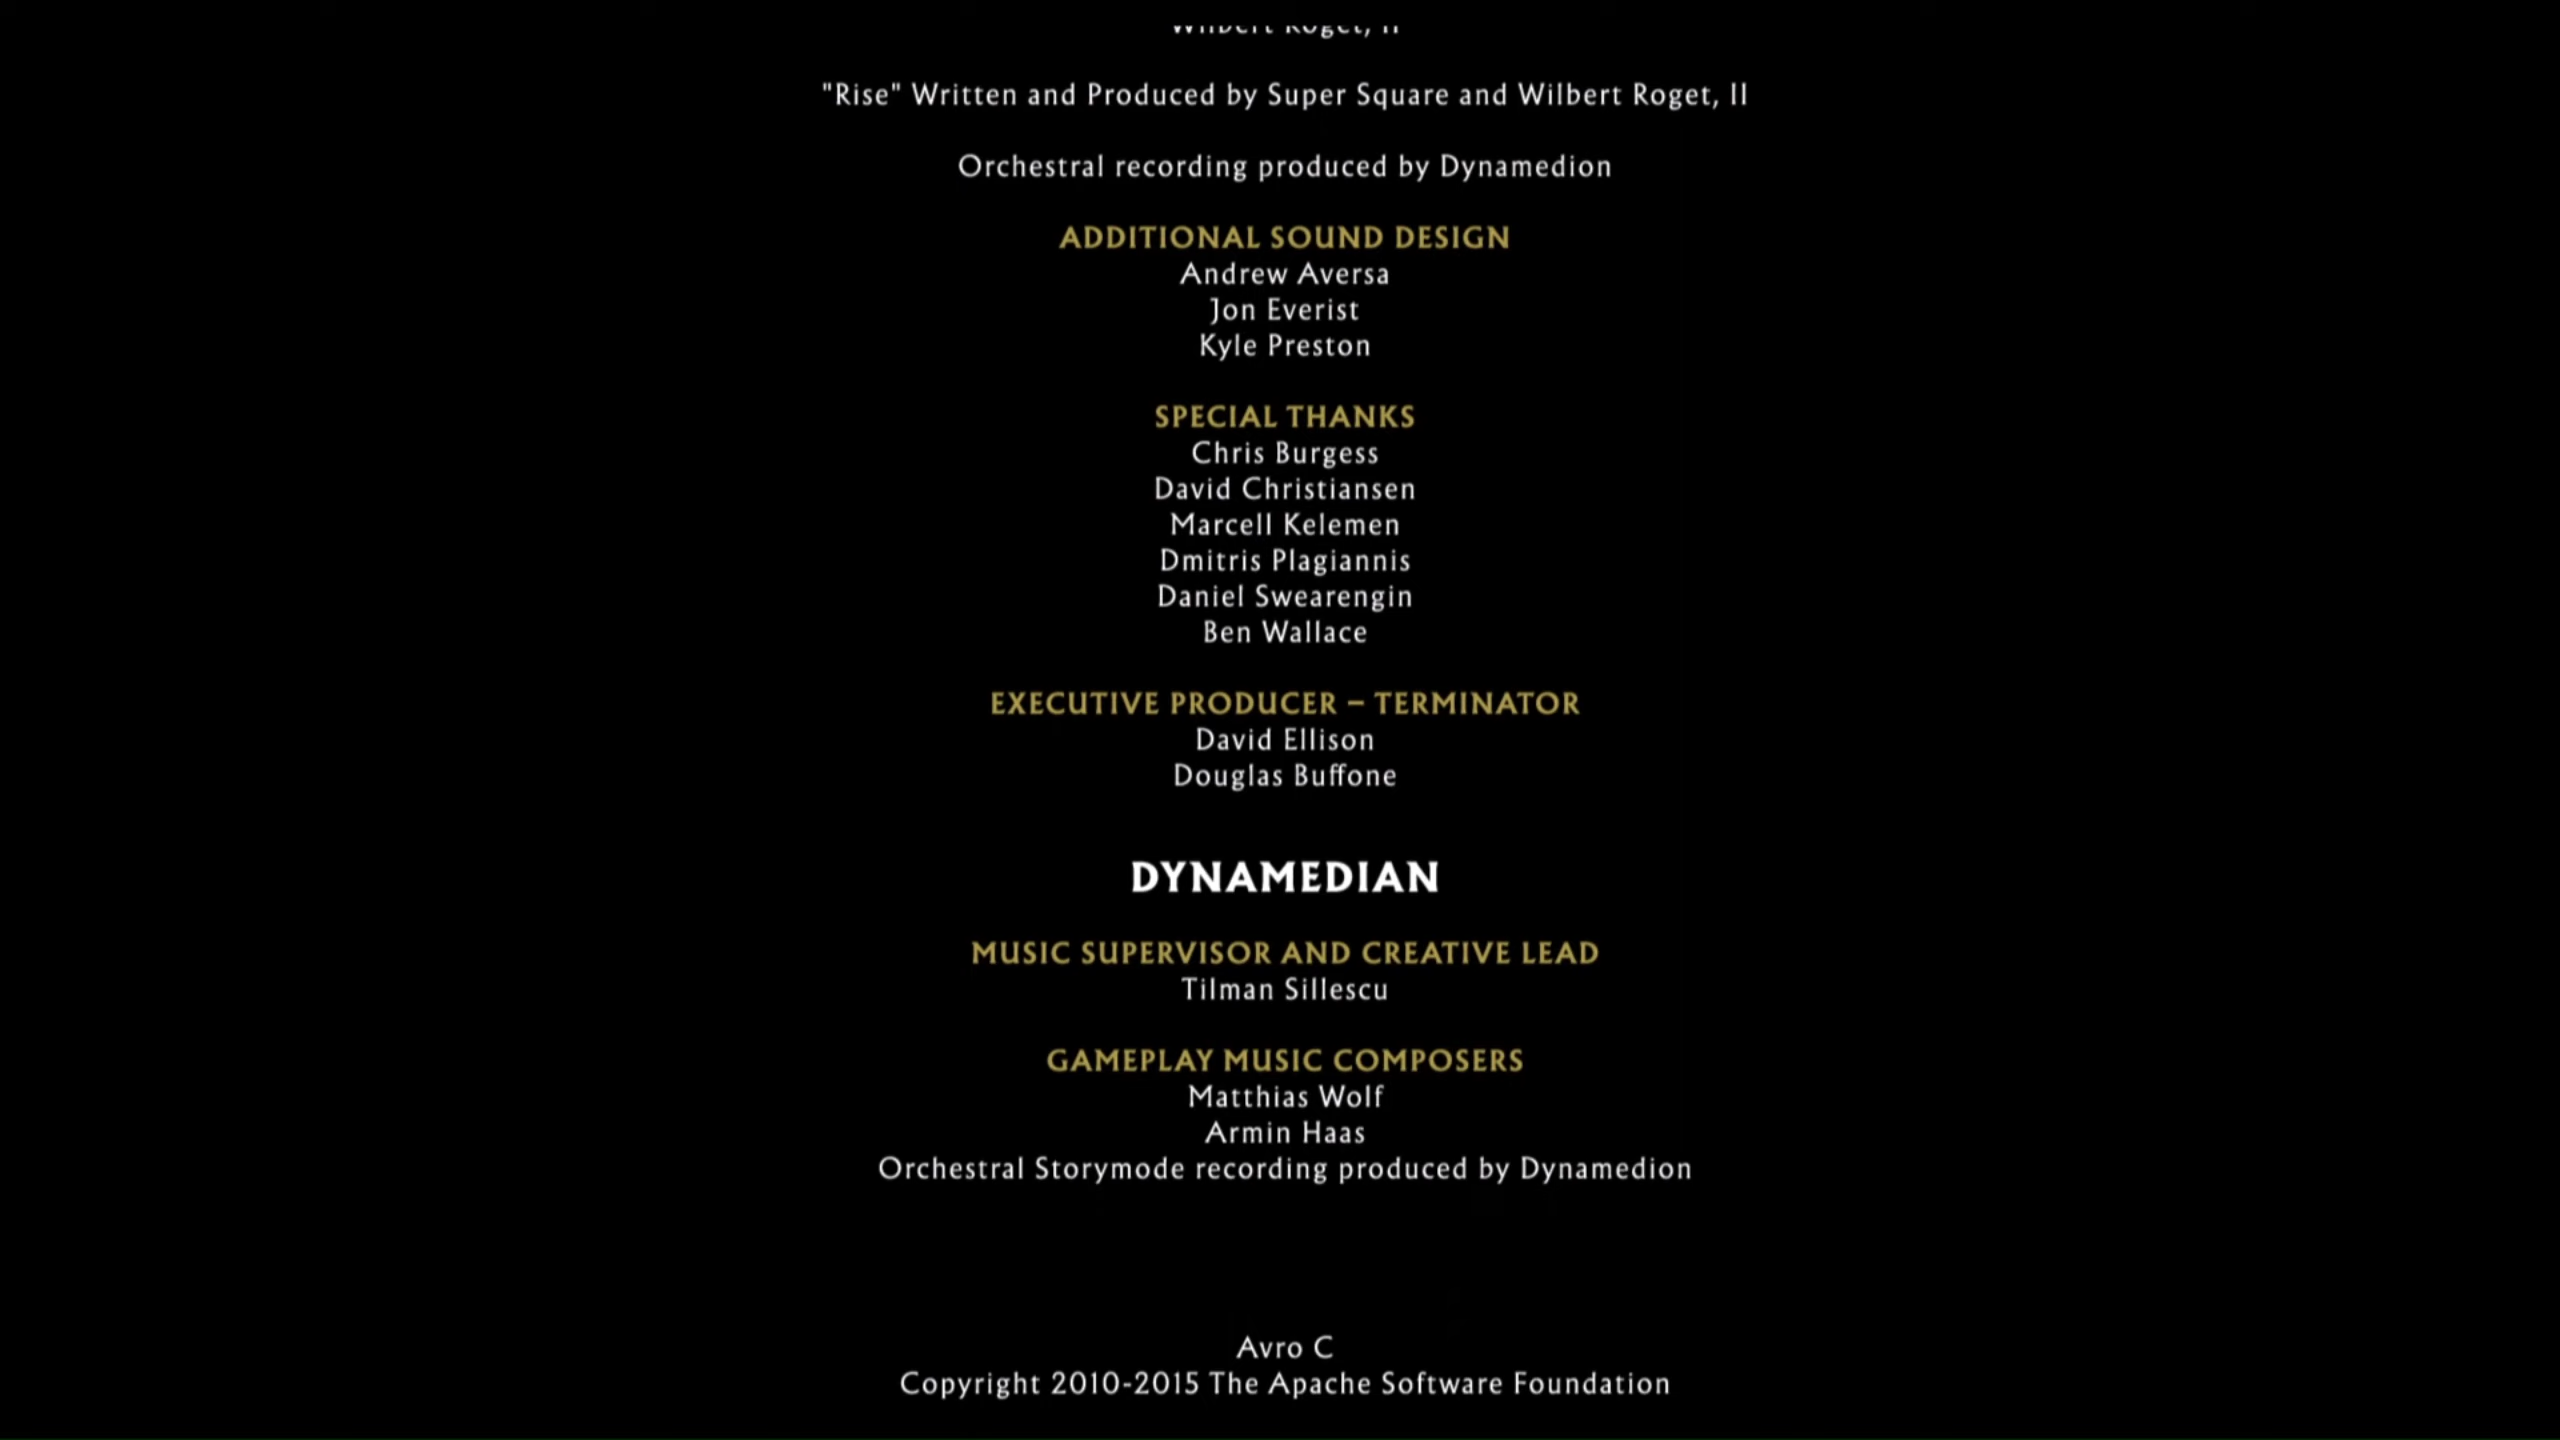 Wilbert Roget, II
"Rise" Written and Produced by Super Square and Wilbert Roget, II
Orchestral recording produced by Dynamedion
ADDITIONAL SOUND DESIGN
Andrew Aversa
Jon Everist
Kyle Preston
SPECIAL THANKS
Chris Burgess
David Christiansen
Marcell Kelemen
Dmitris Plagiannis
Daniel Swearengin
Ben Wallace
EXECUTIVE PRODUCER – TERMINATOR
David Ellison
Douglas Buffone
DYNAMEDIAN
MUSIC SUPERVISOR AND CREATIVE LEAD
Tilman Sillescu
GAMEPLAY MUSIC COMPOSERS
Matthias Wolf
Armin Haas
Orchestral Storymode recording produced by Dynamedion
Avro C
Copyright 2010-2015 The Apache Software Foundation